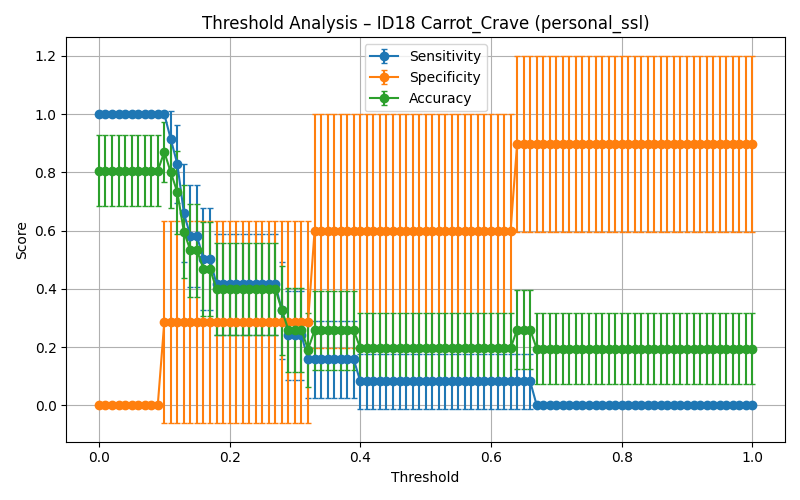 Threshold Analysis – ID18 Carrot_Crave (personal_ssl)
Sensitivity
Specificity
Accuracy
Score
1.2
1.0
0.8
0.6
0.4
0.2
0.0
0.0 0.2 0.4 0.6 0.8 1.0
Threshold